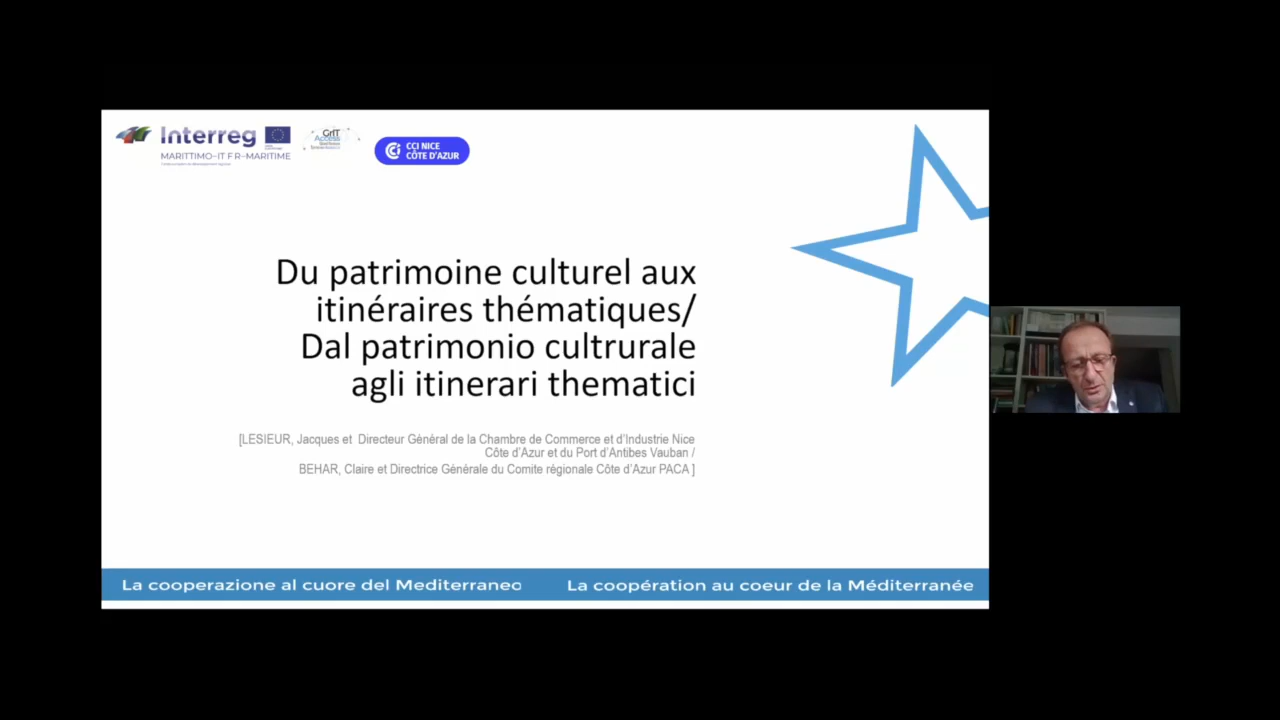 Interreg
MARITTIMO-IT FR-MARITIME
GrIT
Access
CCI NICE
CÔTE D'AZUR
Du patrimoine culturel aux
itinéraires thématiques/
Dal patrimonio cultrurale
agli itinerari thematici
[LESIEUR, Jacques et Directeur Général de la Chambre de Commerce et d'Industrie Nice
Côte d'Azur et du Port d'Antibes Vauban /
BEHAR, Claire et Directrice Générale du Comite régionale Côte d'Azur PACA ]
La cooperazione al cuore del Mediterraneo
La coopération au coeur de la Méditerranée